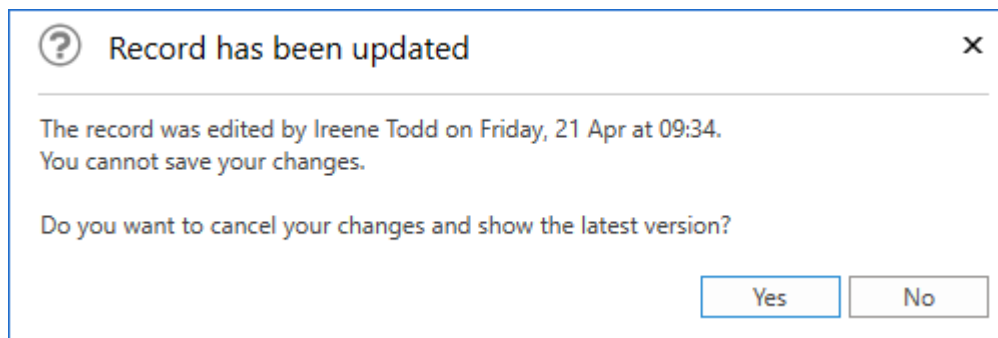 Record has been updated
The record was edited by Ireene Todd on Friday, 21 Apr at 09:34.
You cannot save your changes.
Do you want to cancel your changes and show the latest version?
Yes No